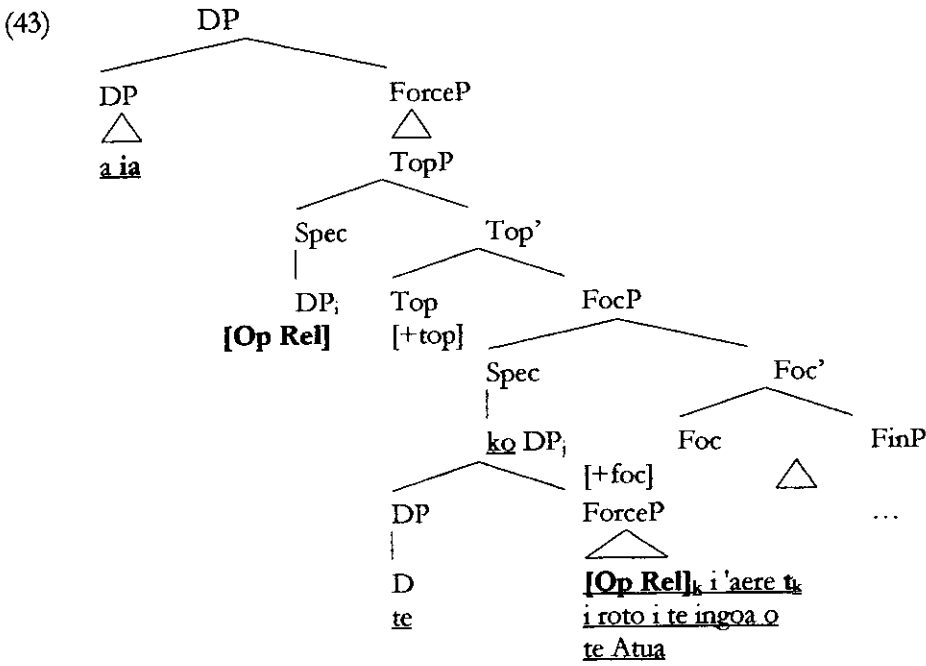 (43) DP
DP ForceP
a ia TopP
Spec Top'
DPᵢ Top FocP
[Op Rel] [+top]
Spec Foc'
ko DPⱼ Foc FinP
[+foc]
DP ForceP ...
D [Op Rel]ₖ i 'aere tₖ
te i roto i te ingoa o
te Atua